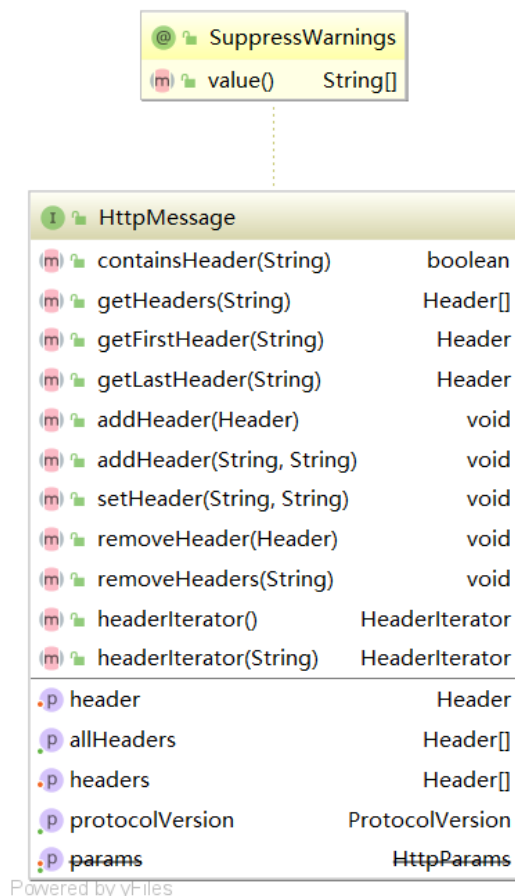 @ SuppressWarnings
m value() String[]
I HttpMessage
m containsHeader(String) boolean
m getHeaders(String) Header[]
m getFirstHeader(String) Header
m getLastHeader(String) Header
m addHeader(Header) void
m addHeader(String, String) void
m setHeader(String, String) void
m removeHeader(Header) void
m removeHeaders(String) void
m headerIterator() HeaderIterator
m headerIterator(String) HeaderIterator
p header Header
p allHeaders Header[]
p headers Header[]
p protocolVersion ProtocolVersion
p params HttpParams
Powered by yFiles